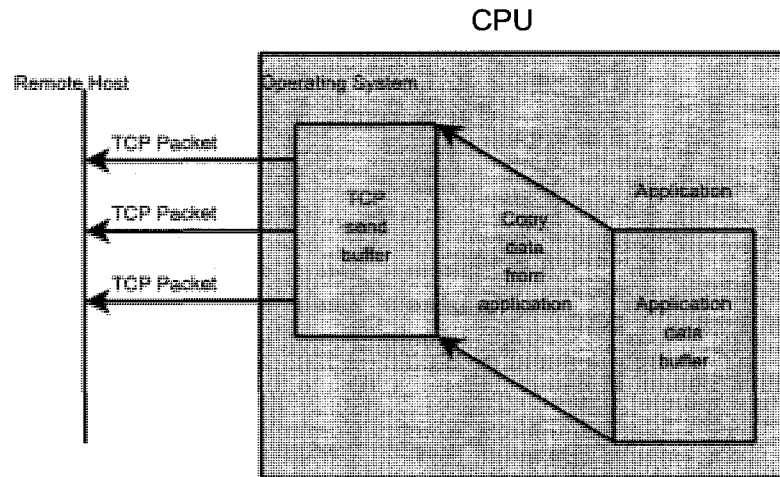 CPU
Remote Host
Operating System
TCP Packet
TCP Packet
TCP Packet
TCP
send
buffer
Copy
data
from
application
Application
Application
data
buffer